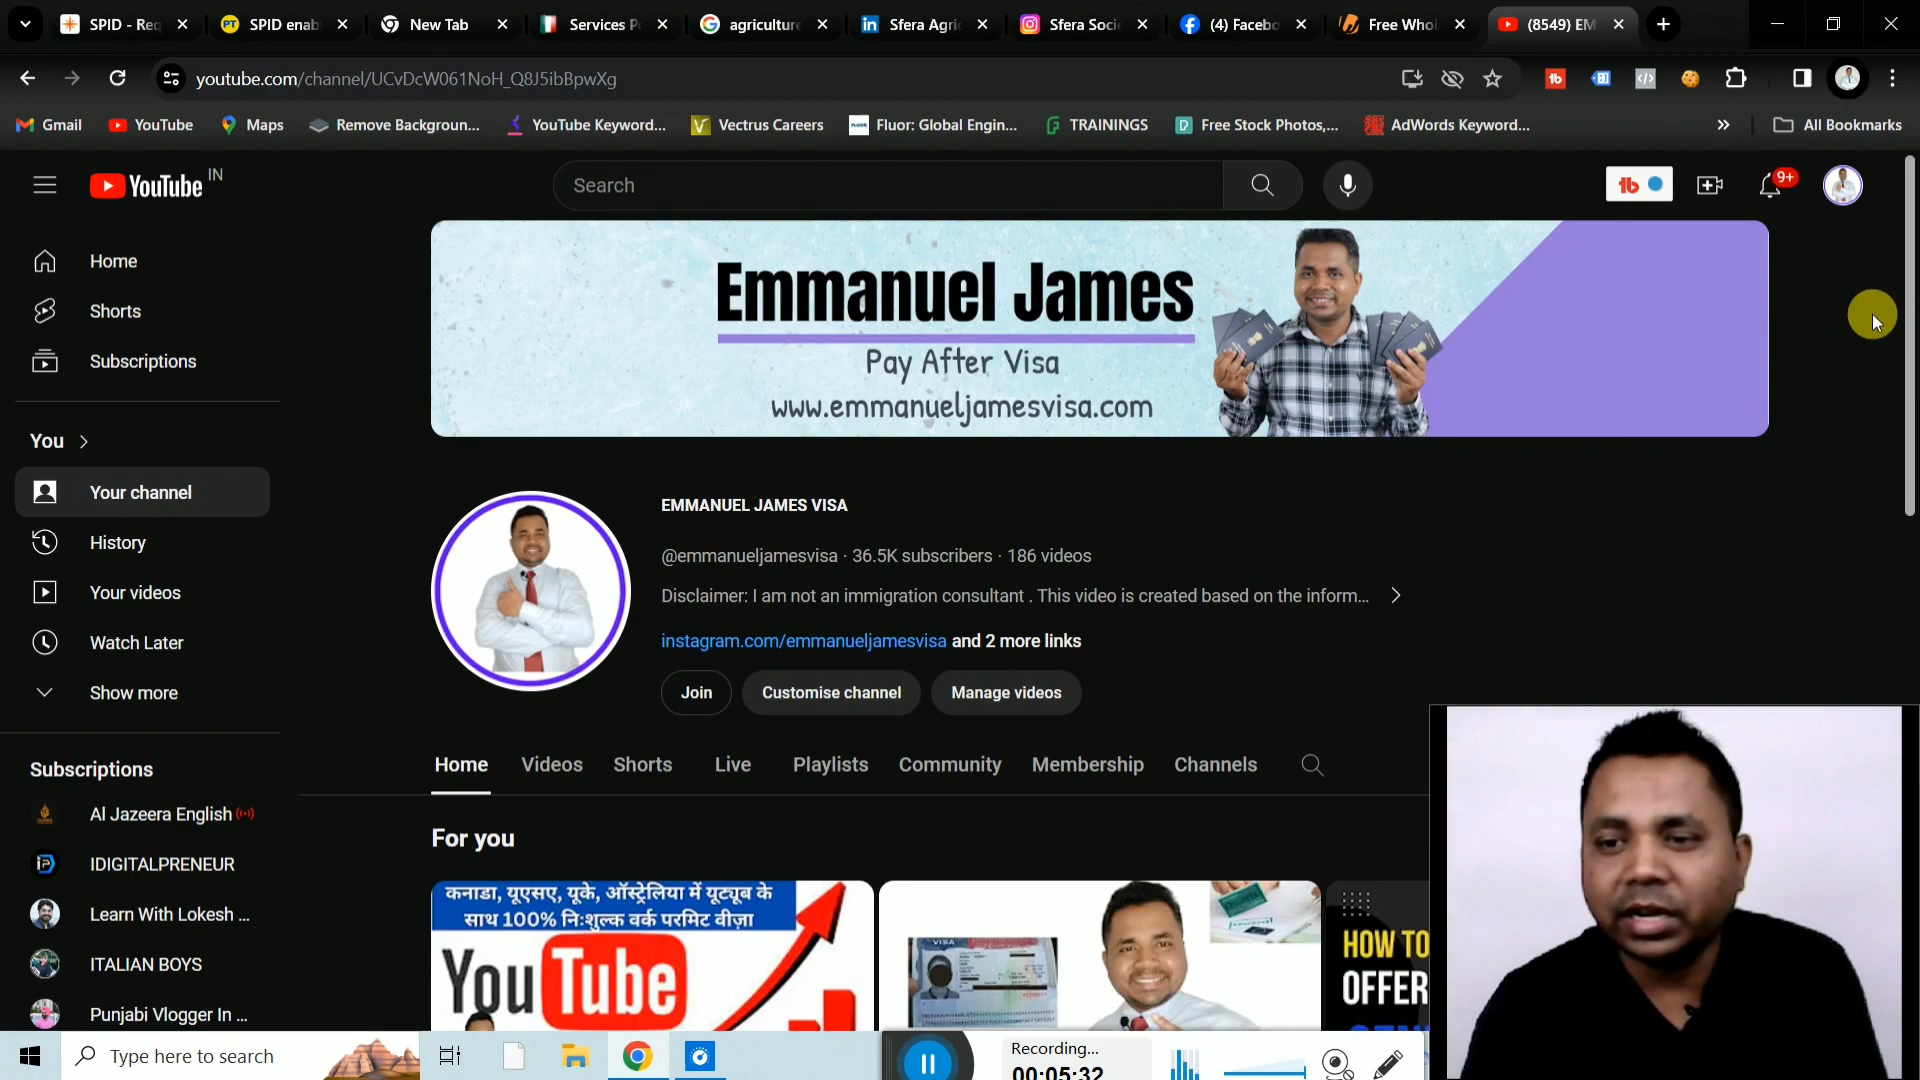 SPID - Req
SPID enab
New Tab
Services P
agriculture
Sfera Agri
Sfera Soci
(4) Facebo
Free Whoi
(8549) EM
youtube.com/channel/UCvDcW061NoH_Q8J5ibBpwXg
Gmail
YouTube
Maps
Remove Backgroun...
YouTube Keyword...
Vectrus Careers
Fluor: Global Engin...
TRAININGS
Free Stock Photos,...
AdWords Keyword...
All Bookmarks
YouTube IN
Search
9+
Home
Shorts
Subscriptions
You
Your channel
History
Your videos
Watch Later
Show more
Subscriptions
Al Jazeera English
IDIGITALPRENEUR
Learn With Lokesh ...
ITALIAN BOYS
Punjabi Vlogger In ...
Emmanuel James
Pay After Visa
www.emmanueljamesvisa.com
EMMANUEL JAMES VISA
@emmanueljamesvisa · 36.5K subscribers · 186 videos
Disclaimer: I am not an immigration consultant . This video is created based on the inform...
instagram.com/emmanueljamesvisa and 2 more links
Join
Customise channel
Manage videos
Home
Videos
Shorts
Live
Playlists
Community
Membership
Channels
For you
कनाडा, यूएसए, यूके, ऑस्ट्रेलिया में यूट्यूब के
साथ 100% निःशुल्क वर्क परमिट वीज़ा
YouTube
VISA
HOW TO
OFFER
Type here to search
Recording...
00:05:32